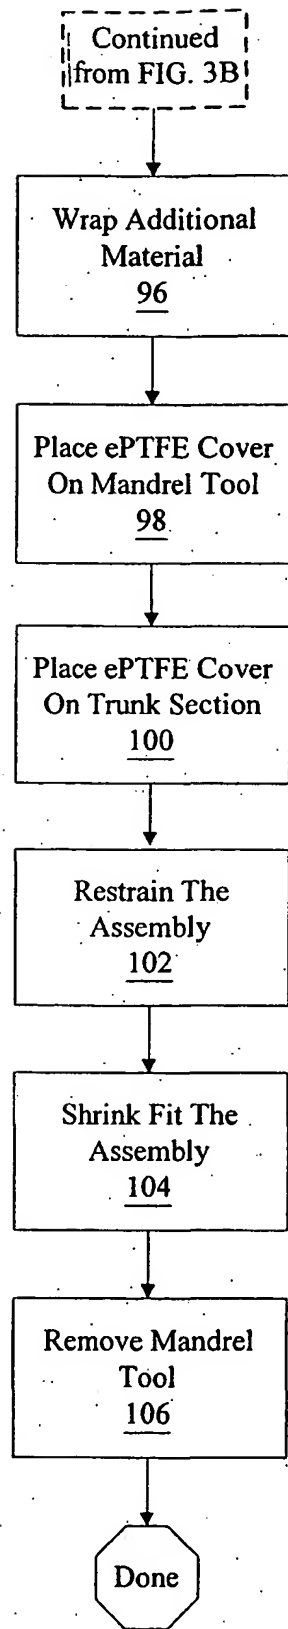 Continued
from FIG. 3B
Wrap Additional
Material
96
Place ePTFE Cover
On Mandrel Tool
98
Place ePTFE Cover
On Trunk Section
100
Restrain The
Assembly
102
Shrink Fit The
Assembly
104
Remove Mandrel
Tool
106
Done